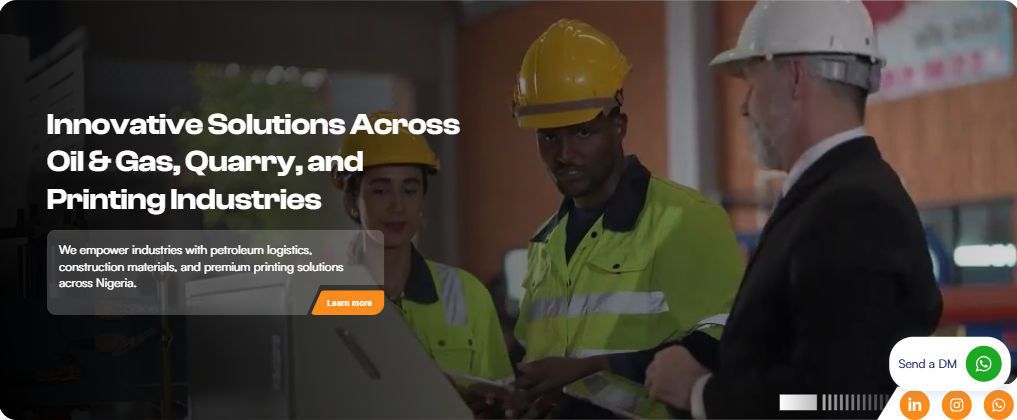 Innovative Solutions Across
Oil & Gas, Quarry, and
Printing Industries
We empower industries with petroleum logistics,
construction materials, and premium printing solutions
across Nigeria.
Learn more
Send a DM
in